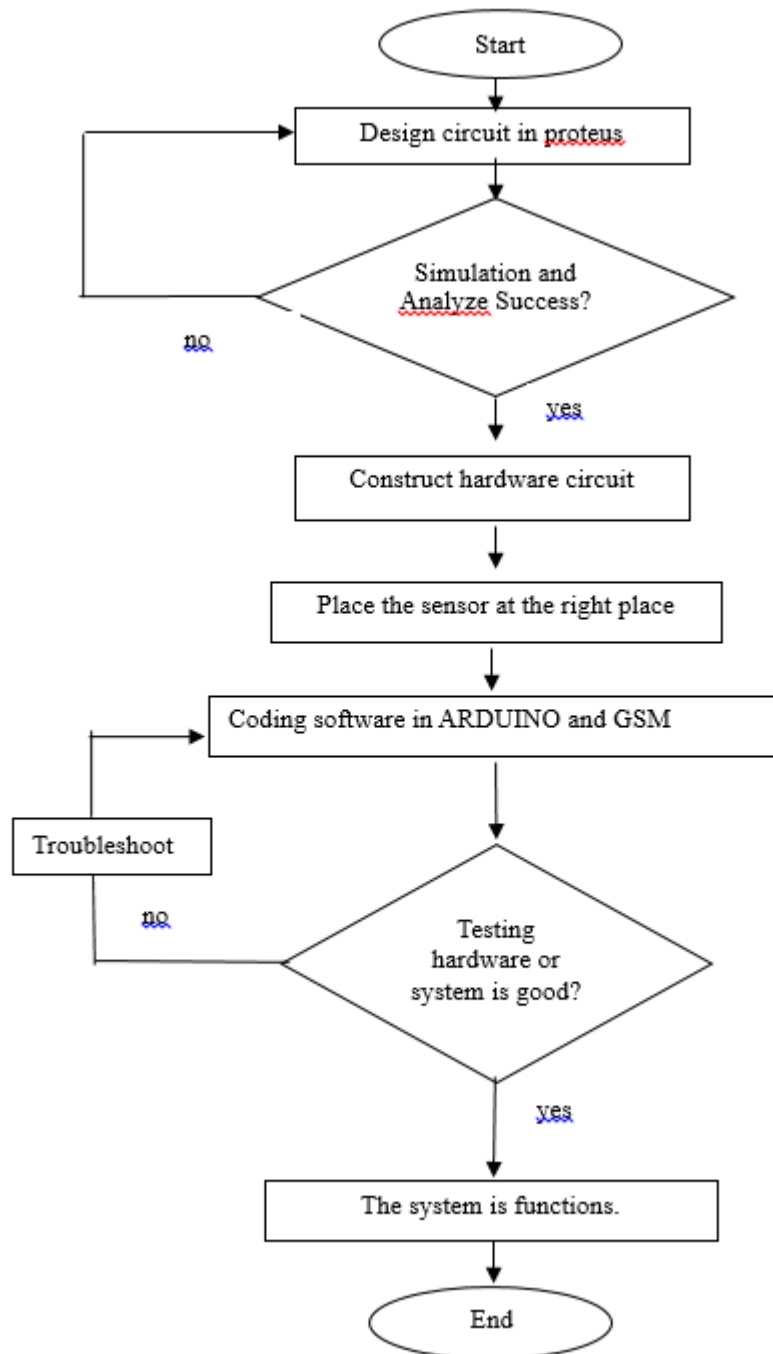 Start
Design circuit in proteus
Simulation and
Analyze Success?
no
yes
Construct hardware circuit
Place the sensor at the right place
Coding software in ARDUINO and GSM
Troubleshoot
no
Testing
hardware or
system is good?
yes
The system is functions.
End